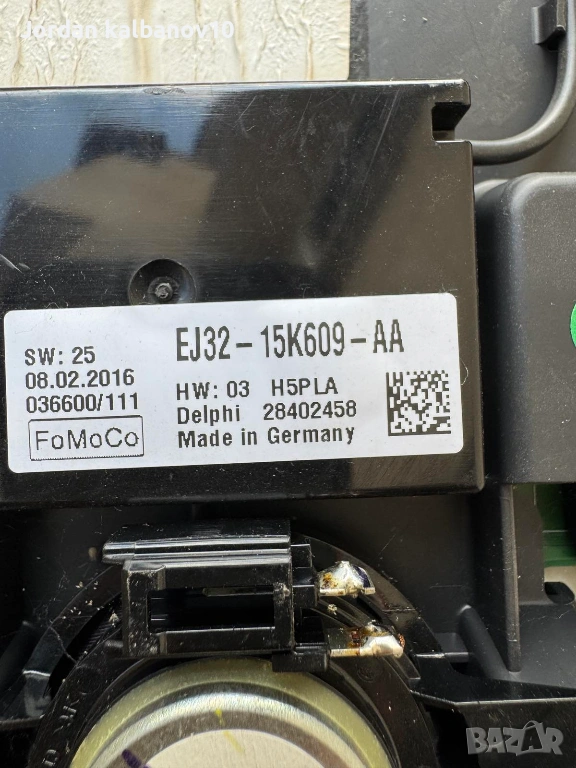 Jordan kalbanov10
SW: 25
08.02.2016
036600/111
FoMoCo
EJ32-15K609-AA
HW: 03 H5PLA
Delphi 28402458
Made in Germany
BAZAR